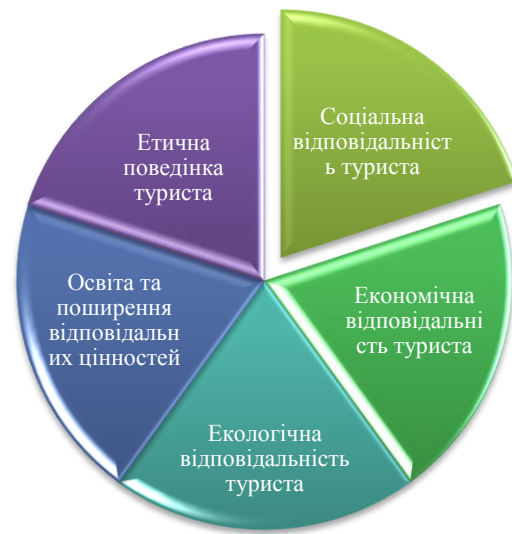 Соціальна
відповідальніст
ь туриста
Економічна
відповідальні
сть туриста
Екологічна
відповідальність
туриста
Освіта та
поширення
відповідальн
их цінностей
Етична
поведінка
туриста